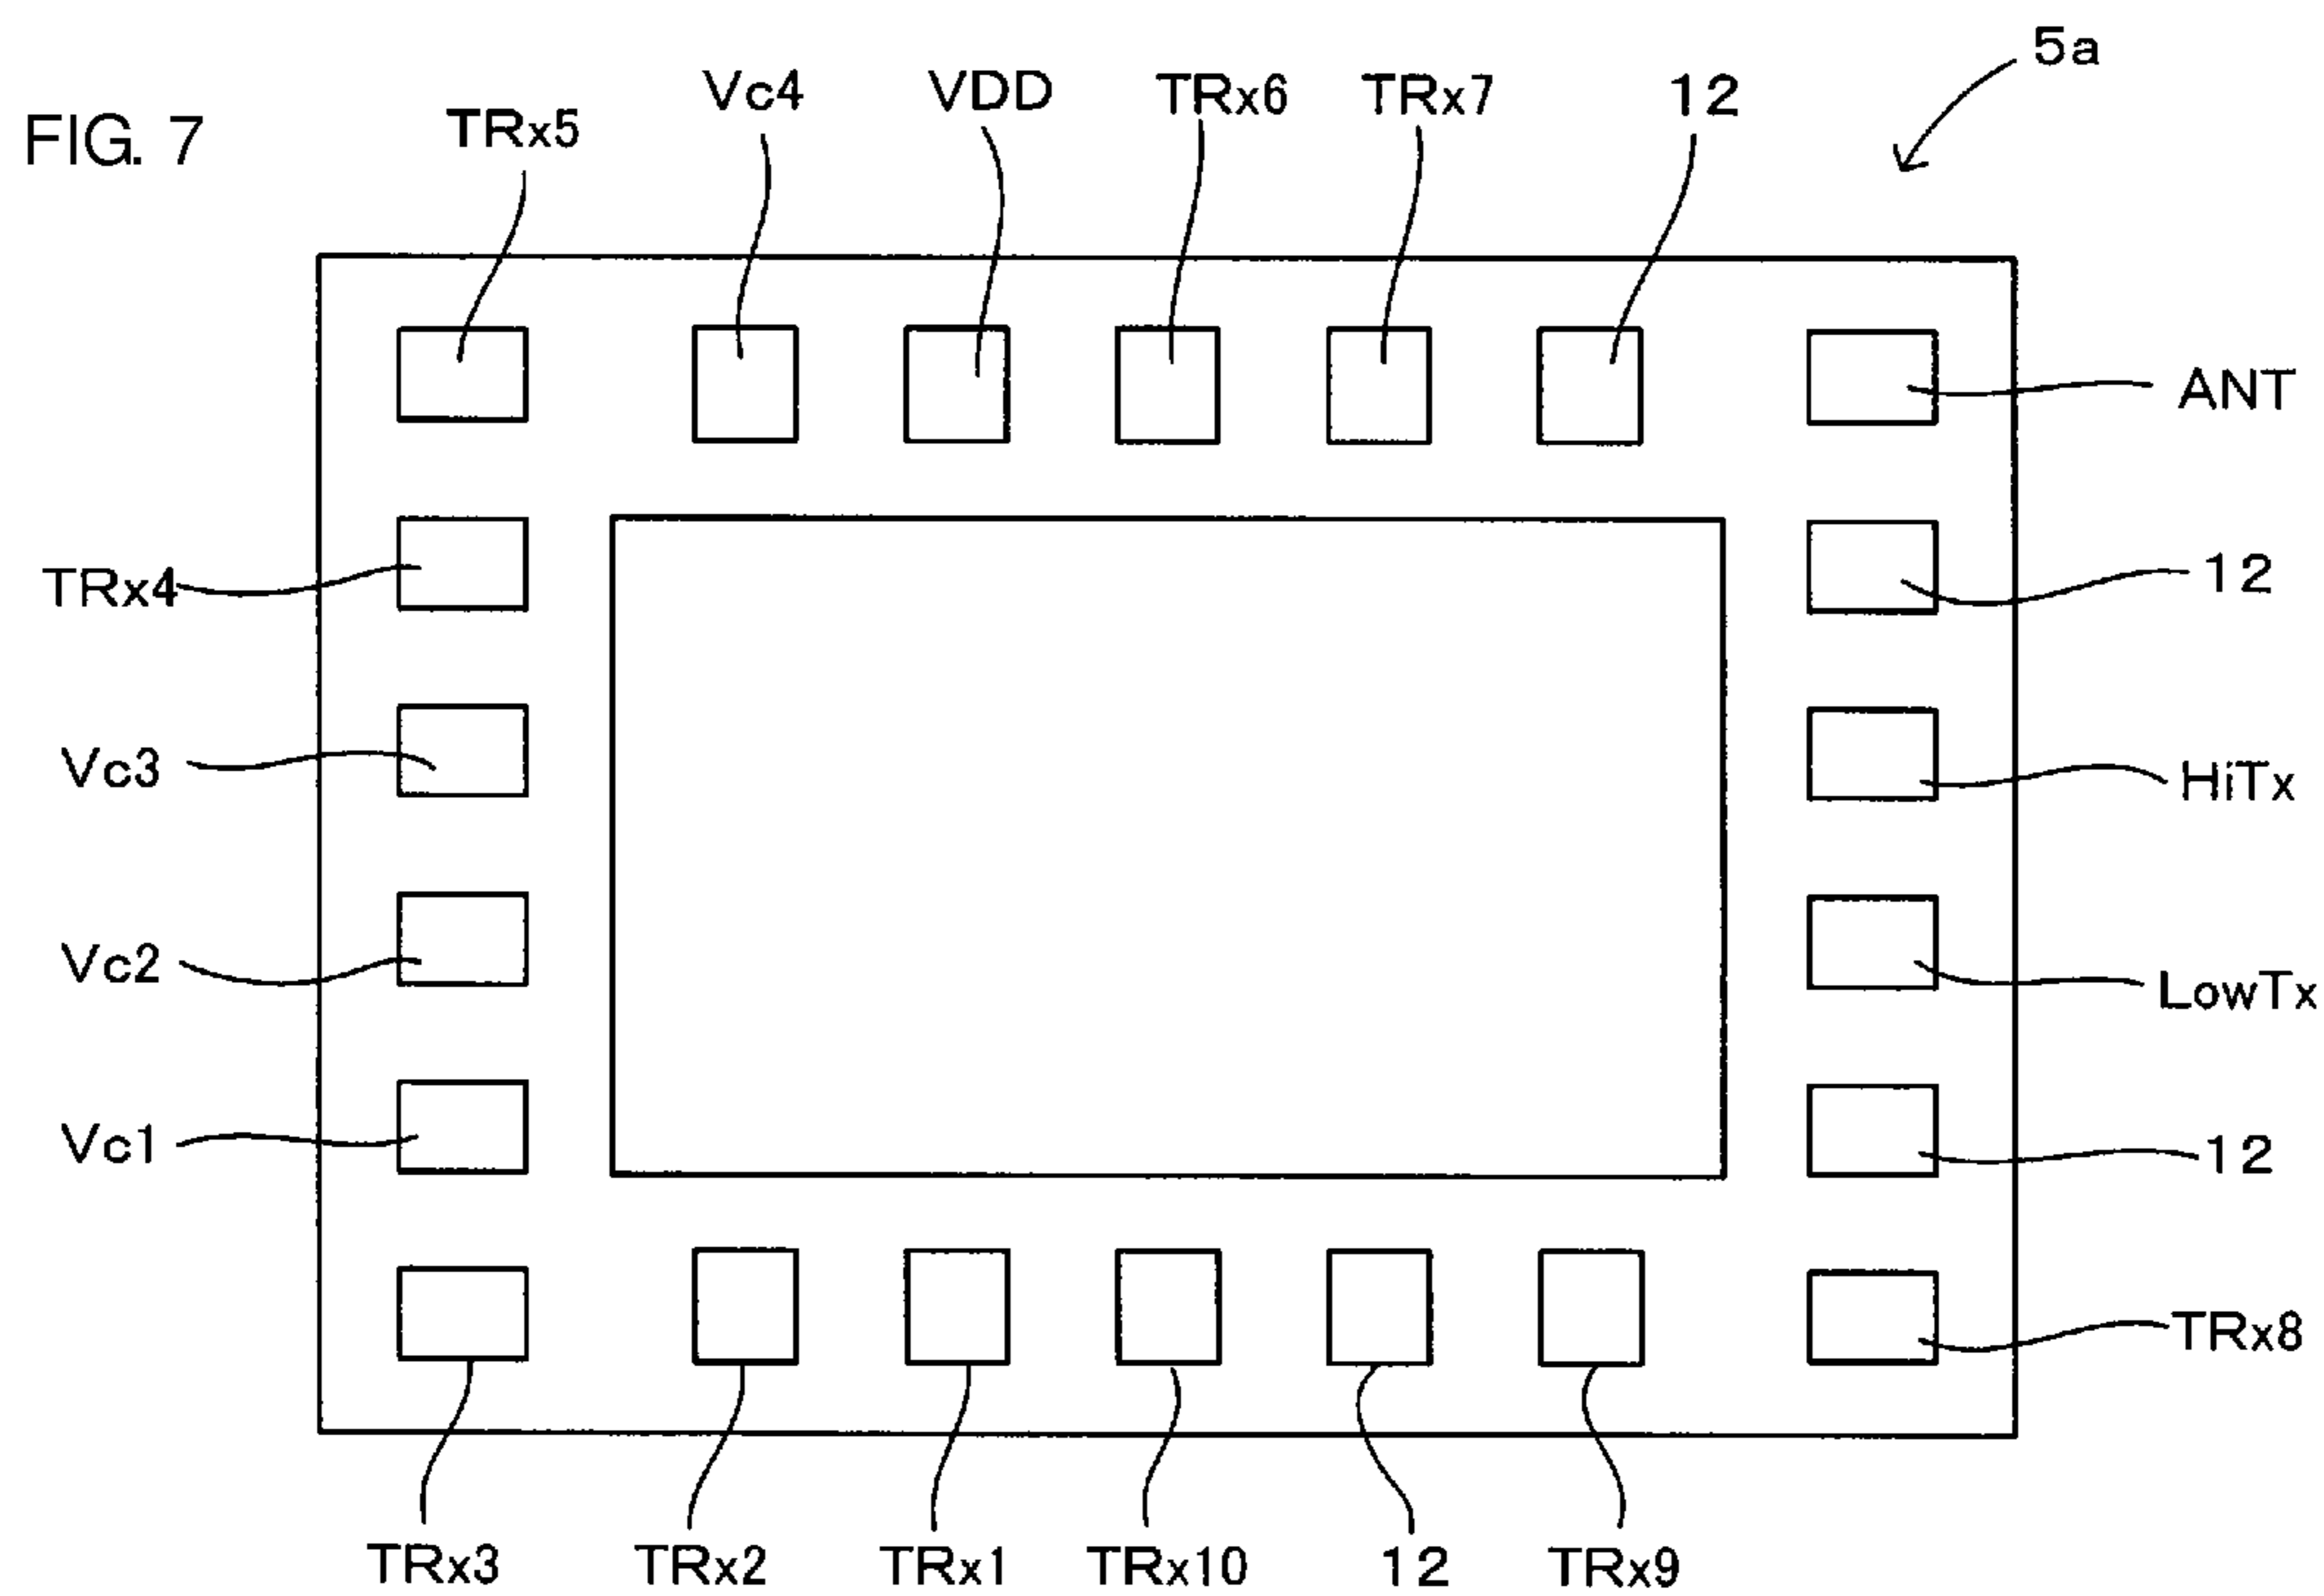 FIG. 7
5a
TRx5
Vc4
VDD
TRx6
TRx7
12
ANT
TRx4
12
Vc3
HiTx
Vc2
LowTx
Vc1
12
TRx8
TRx3
TRx2
TRx1
TRx10
12
TRx9